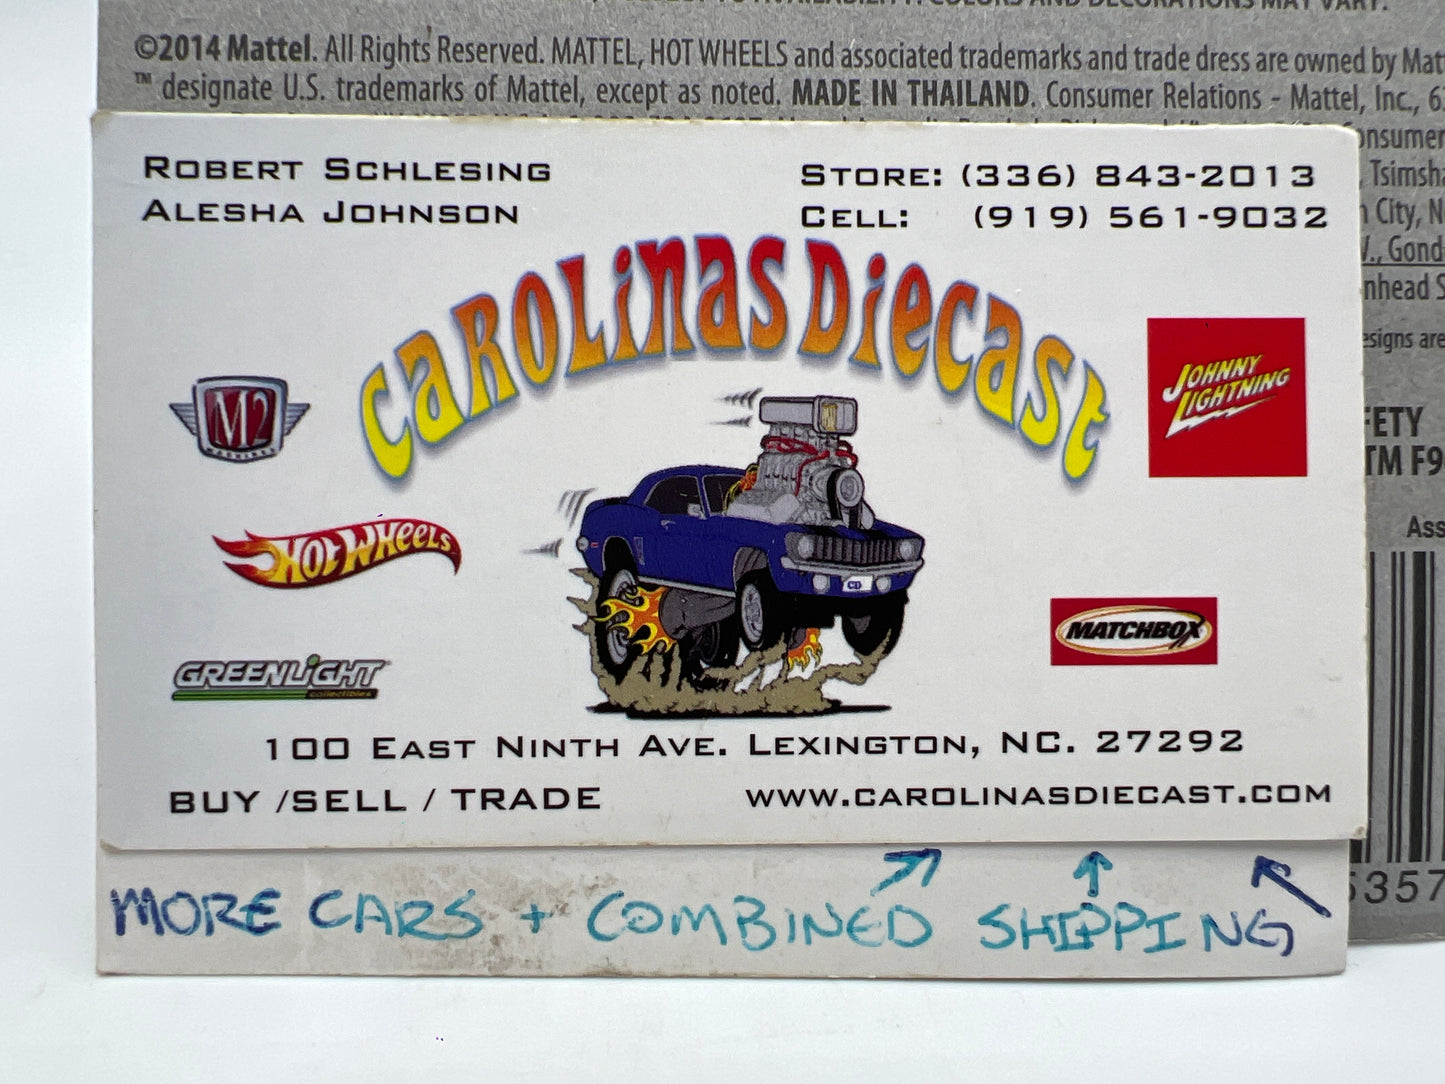 ©2014 Mattel. All Rights Reserved. MATTEL, HOT WHEELS and associated trademarks and trade dress are owned by
™ designate U.S. trademarks of Mattel, except as noted. MADE IN THAILAND. Consumer Relations - Mattel, Inc.,
ROBERT SCHLESING
ALESHA JOHNSON
STORE: (336) 843-2013
CELL: (919) 561-9032
CAROLINAS DIECAST
M2
MACHINES
JOHNNY
LIGHTNING
HOT WHEELS
MATCHBOX
GREENLIGHT
collectibles
CD
100 EAST NINTH AVE. LEXINGTON, NC. 27292
BUY /SELL / TRADE
WWW.CAROLINASDIECAST.COM
MORE CARS + COMBINED SHIPPING